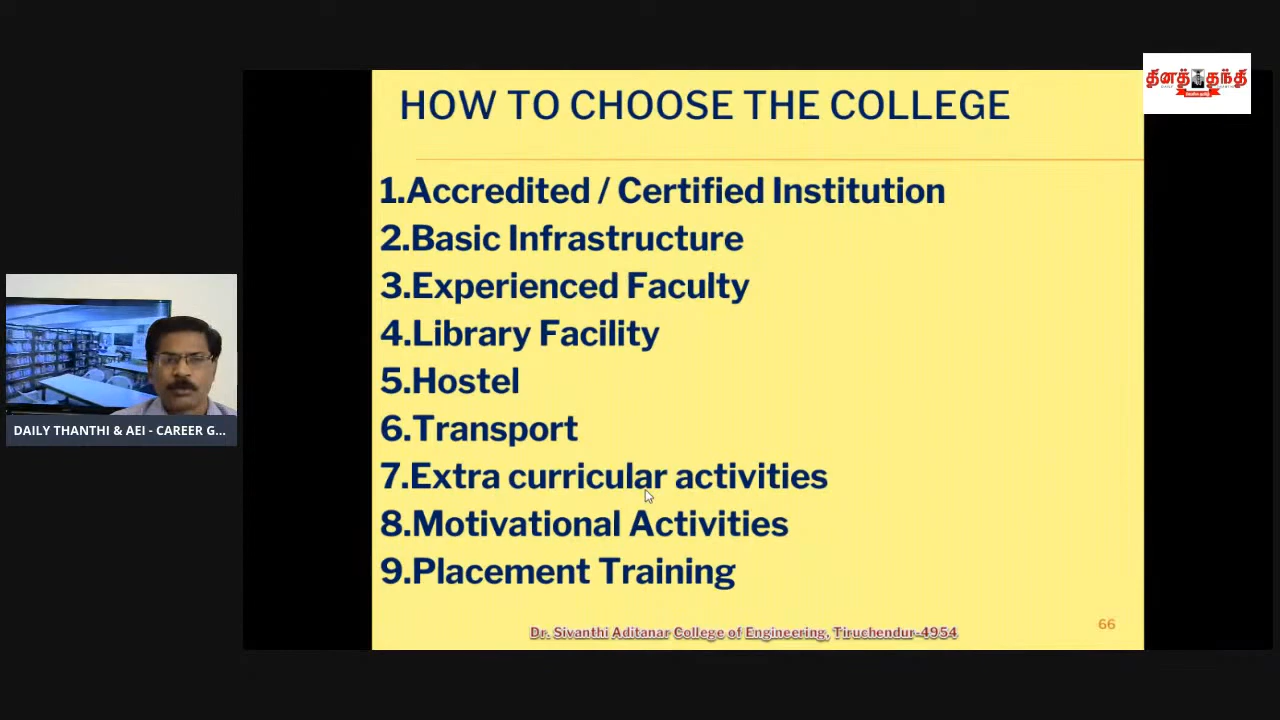 தினத்தந்தி
HOW TO CHOOSE THE COLLEGE
1.Accredited / Certified Institution
2.Basic Infrastructure
3.Experienced Faculty
4.Library Facility
5.Hostel
6.Transport
7.Extra curricular activities
8.Motivational Activities
9.Placement Training
DAILY THANTHI & AEI - CAREER G...
Dr. Sivanthi Aditanar College of Engineering, Tiruchendur-4954
66